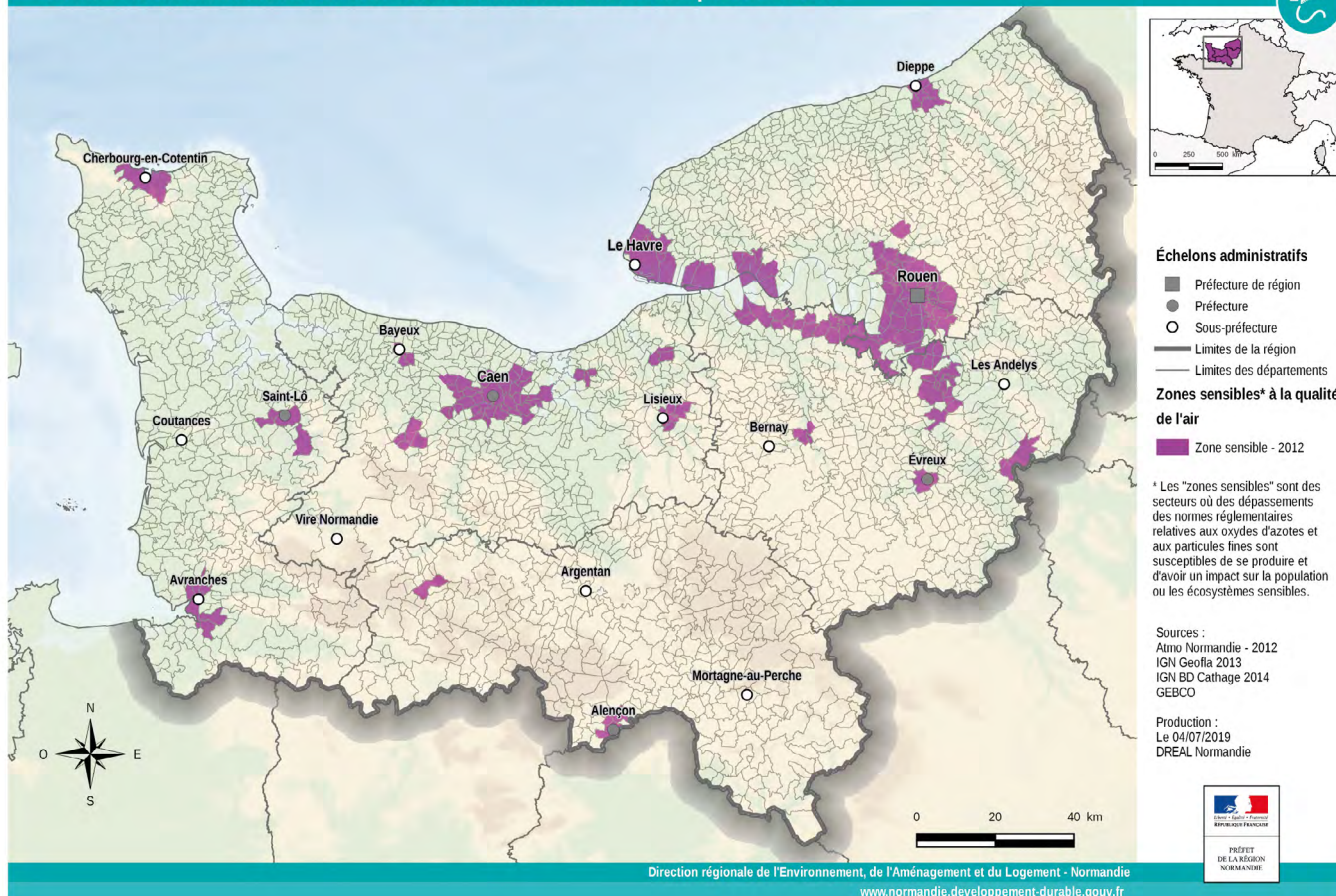 Dieppe
Cherbourg-en-Cotentin
Le Havre
Rouen
Bayeux
Caen
Les Andelys
Saint-Lô
Lisieux
Coutances
Bernay
Évreux
Vire Normandie
Argentan
Avranches
Mortagne-au-Perche
Alençon
N
O E
S
0 20 40 km
0 250 500 km
Échelons administratifs
Préfecture de région
Préfecture
Sous-préfecture
Limites de la région
Limites des départements
Zones sensibles* à la qualité
de l'air
Zone sensible - 2012
* Les "zones sensibles" sont des
secteurs où des dépassements
des normes réglementaires
relatives aux oxydes d'azotes et
aux particules fines sont
susceptibles de se produire et
d'avoir un impact sur la population
ou les écosystèmes sensibles.
Sources :
Atmo Normandie - 2012
IGN Geofla 2013
IGN BD Cathage 2014
GEBCO
Production :
Le 04/07/2019
DREAL Normandie
Liberté • Égalité • Fraternité
RÉPUBLIQUE FRANÇAISE
PRÉFET
DE LA RÉGION
NORMANDIE
Direction régionale de l'Environnement, de l'Aménagement et du Logement - Normandie
www.normandie.developpement-durable.gouv.fr